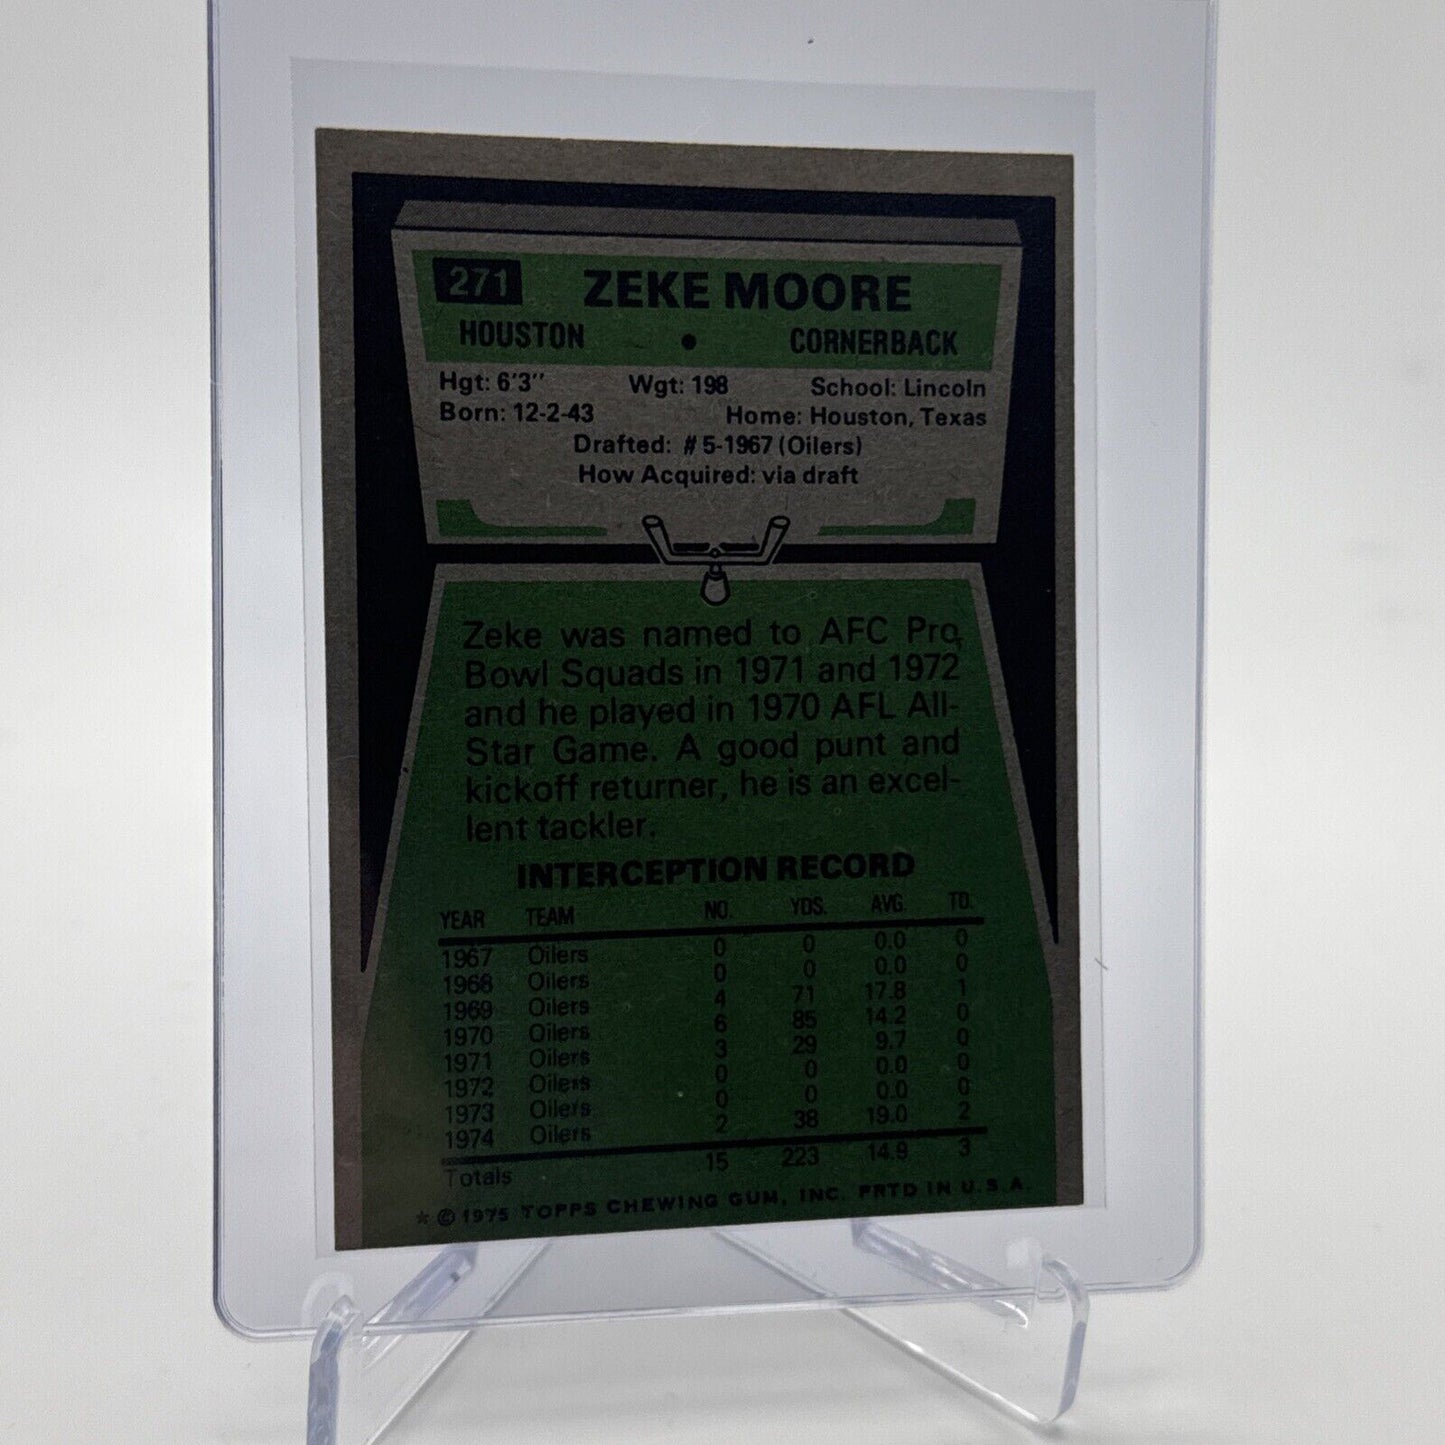 271 ZEKE MOORE
HOUSTON • CORNERBACK
Hgt: 6'3" Wgt: 198 School: Lincoln
Born: 12-2-43 Home: Houston, Texas
Drafted: #5-1967 (Oilers)
How Acquired: via draft
Zeke was named to AFC Pro
Bowl Squads in 1971 and 1972
and he played in 1970 AFL All-
Star Game. A good punt and
kickoff returner, he is an excel-
lent tackler.
INTERCEPTION RECORD
YEAR TEAM NO. YDS. AVG. TD.
1967 Oilers 0 0 0.0 0
1968 Oilers 0 0 0.0 0
1969 Oilers 4 71 17.8 1
1970 Oilers 6 85 14.2 0
1971 Oilers 3 29 9.7 0
1972 Oilers 0 0 0.0 0
1973 Oilers 0 0 0.0 0
1974 Oilers 2 38 19.0 2
Totals 15 223 14.9 3
* © 1975 TOPPS CHEWING GUM, INC. PRTD IN U.S.A.